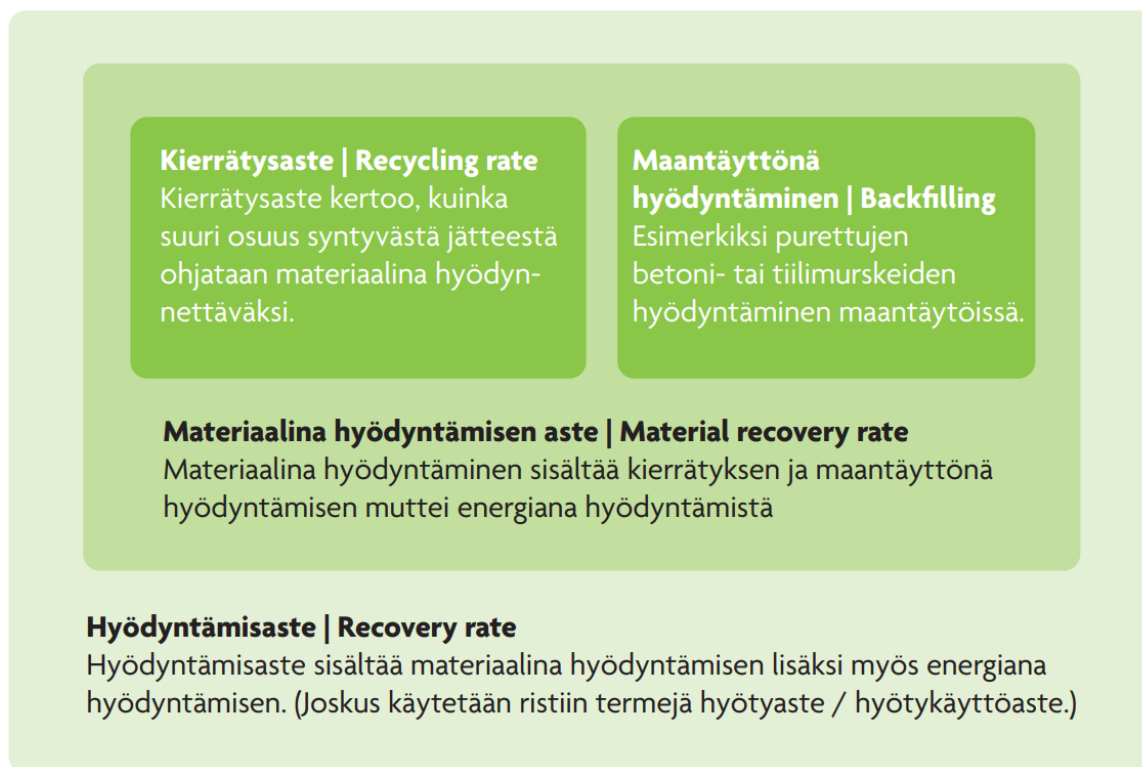 Kierrätysaste | Recycling rate
Kierrätysaste kertoo, kuinka
suuri osuus syntyvästä jätteestä
ohjataan materiaalina hyödyn-
nettäväksi.
Maantäyttönä
hyödyntäminen | Backfilling
Esimerkiksi purettujen
betoni- tai tiilimurskeiden
hyödyntäminen maantäytöissä.
Materiaalina hyödyntämisen aste | Material recovery rate
Materiaalina hyödyntäminen sisältää kierrätyksen ja maantäyttönä
hyödyntämisen muttei energiana hyödyntämistä
Hyödyntämisaste | Recovery rate
Hyödyntämisaste sisältää materiaalina hyödyntämisen lisäksi myös energiana
hyödyntämisen. (Joskus käytetään ristiin termejä hyötyaste / hyötykäyttöaste.)